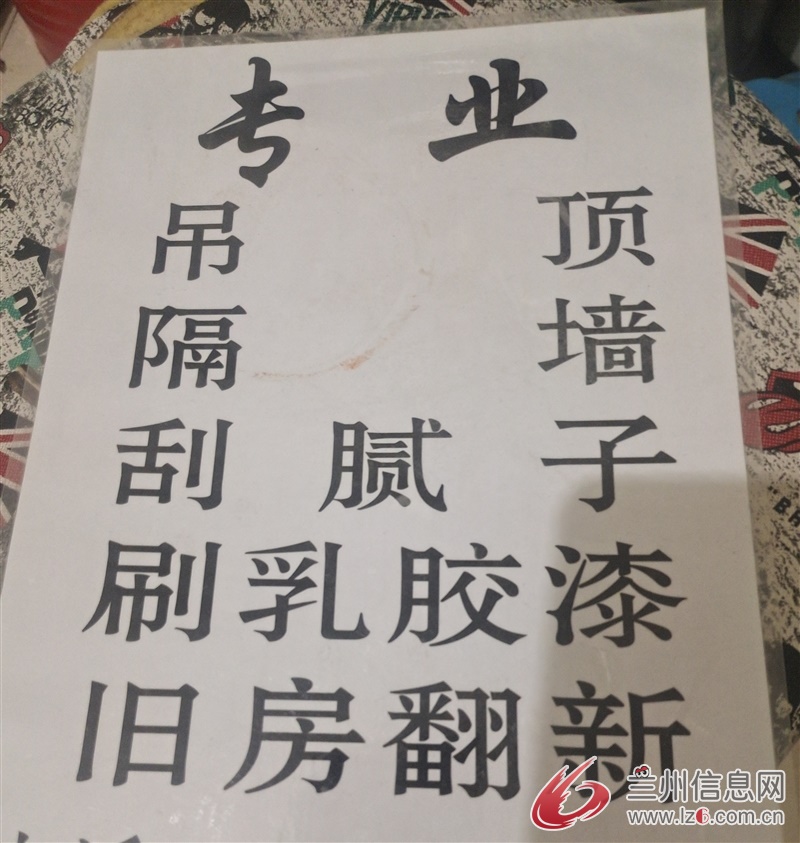 专 业
吊 顶
隔 墙
刮 腻 子
刷乳胶漆
旧房翻新
兰州信息网
www.lz6.com.cn